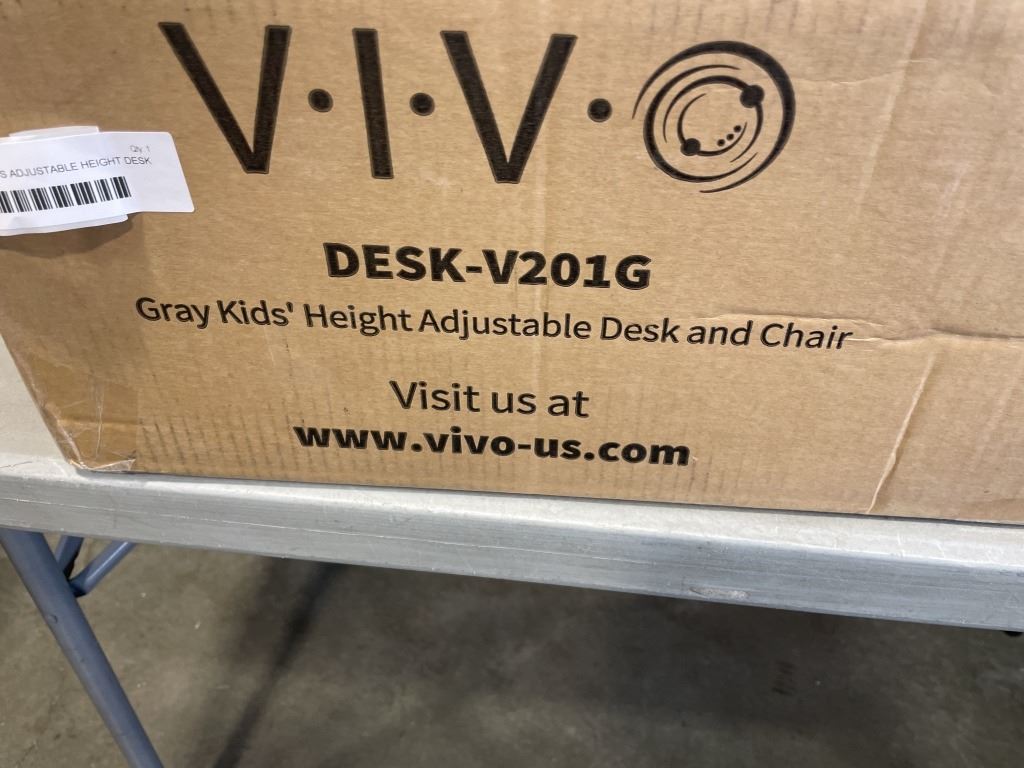 V·I·V·O
Qty. 1
S ADJUSTABLE HEIGHT DESK
DESK-V201G
Gray Kids' Height Adjustable Desk and Chair
Visit us at
www.vivo-us.com